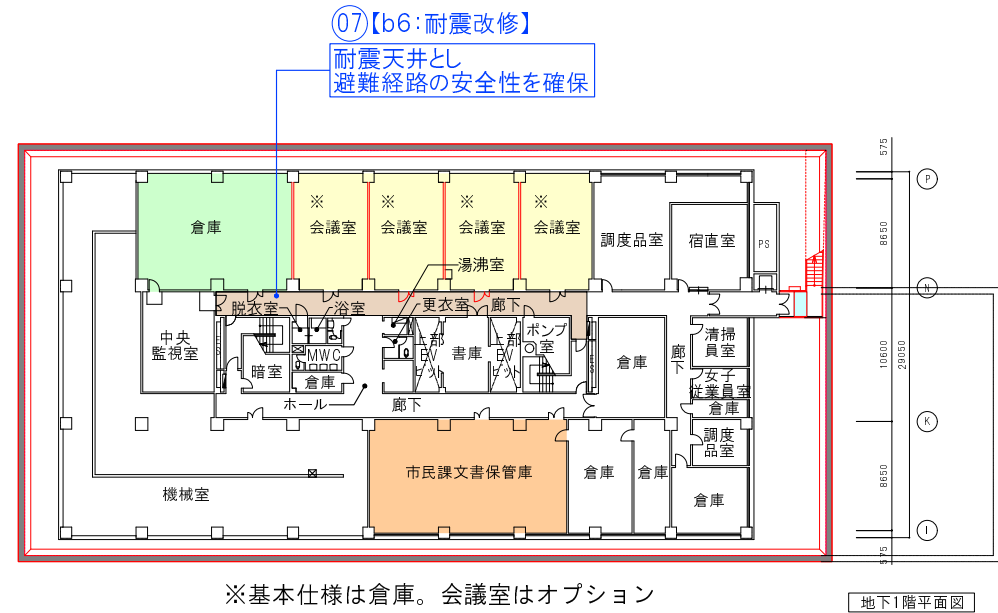 07【b6:耐震改修】
耐震天井とし
避難経路の安全性を確保
575
P
倉庫
※
会議室
※
会議室
※
会議室
※
会議室
調度品室
宿直室
PS
8650
湯沸室
N
脱衣室
浴室
更衣室
廊下
中央
監視室
暗室
MWC
倉庫
上部
EV
ピット
書庫
上部
EV
ピット
ポンプ
室
倉庫
廊下
清掃
員室
女子
従業員室
倉庫
調度
品室
10600
29050
ホール
廊下
K
機械室
市民課文書保管庫
倉庫
倉庫
倉庫
8650
I
575
※基本仕様は倉庫。会議室はオプション
地下1階平面図